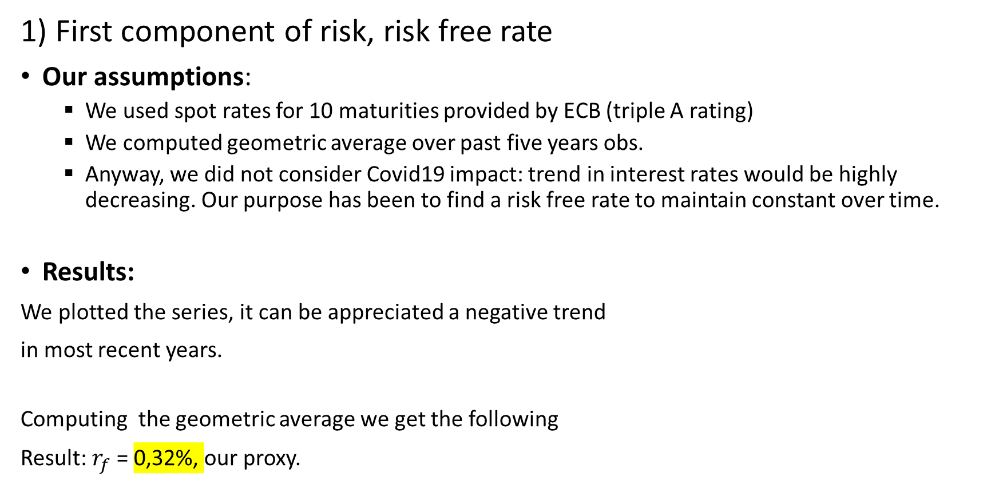 1) First component of risk, risk free rate
• Our assumptions:
▪ We used spot rates for 10 maturities provided by ECB (triple A rating)
▪ We computed geometric average over past five years obs.
▪ Anyway, we did not consider Covid19 impact: trend in interest rates would be highly
decreasing. Our purpose has been to find a risk free rate to maintain constant over time.
• Results:
We plotted the series, it can be appreciated a negative trend
in most recent years.
Computing the geometric average we get the following
Result: 𝑟𝑓 = 0,32%, our proxy.